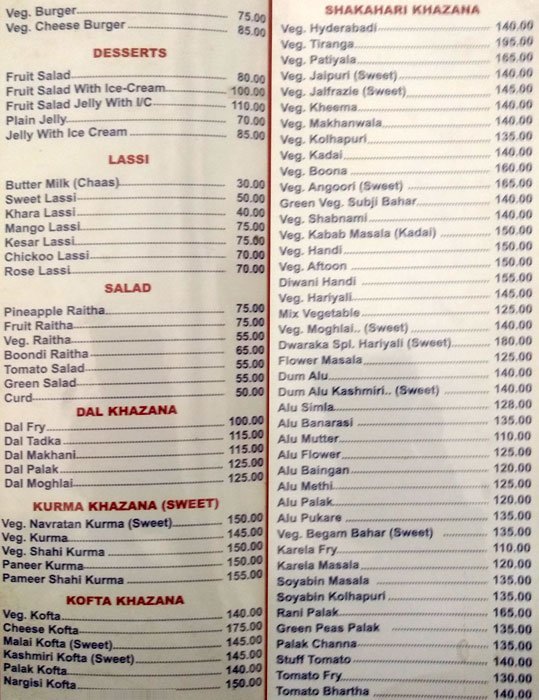 Veg. Burger 75.00
Veg. Cheese Burger 85.00
DESSERTS
Fruit Salad 80.00
Fruit Salad With Ice-Cream 100.00
Fruit Salad Jelly With I/C 110.00
Plain Jelly 70.00
Jelly With Ice Cream 85.00
LASSI
Butter Milk (Chaas) 30.00
Sweet Lassi 50.00
Khara Lassi 40.00
Mango Lassi 75.00
Kesar Lassi 75.00
Chickoo Lassi 70.00
Rose Lassi 70.00
SALAD
Pineapple Raitha 75.00
Fruit Raitha 75.00
Veg. Raitha 55.00
Boondi Raitha 65.00
Tomato Salad 55.00
Green Salad 55.00
Curd 50.00
DAL KHAZANA
Dal Fry 100.00
Dal Tadka 115.00
Dal Makhani 115.00
Dal Palak 125.00
Dal Moghlai 125.00
KURMA KHAZANA (SWEET)
Veg. Navratan Kurma (Sweet) 150.00
Veg. Kurma 145.00
Veg. Shahi Kurma 150.00
Paneer Kurma 150.00
Pameer Shahi Kurma 155.00
KOFTA KHAZANA
Veg. Kofta 140.00
Cheese Kofta 175.00
Malai Kofta (Sweet) 145.00
Kashmiri Kofta (Sweet) 145.00
Palak Kofta 140.00
Nargisi Kofta 150.00
SHAKAHARI KHAZANA
Veg. Hyderabadi 140.00
Veg. Tiranga 195.00
Veg. Patiyala 165.00
Veg. Jaipuri (Sweet) 140.00
Veg. Jalfrazie (Sweet) 145.00
Veg. Kheema 140.00
Veg. Makhanwala 140.00
Veg. Kolhapuri 135.00
Veg. Kadai 140.00
Veg. Boona 160.00
Veg. Angoori (Sweet) 165.00
Green Veg. Subji Bahar 140.00
Veg. Shabnami 140.00
Veg. Kabab Masala (Kadai) 150.00
Veg. Handi 150.00
Veg. Aftoon 150.00
Diwani Handi 155.00
Veg. Hariyali 145.00
Mix Vegetable 125.00
Veg. Moghlai.. (Sweet) 140.00
Dwaraka Spl. Hariyali (Sweet) 180.00
Flower Masala 125.00
Dum Alu 140.00
Dum Alu Kashmiri.. (Sweet) 140.00
Alu Simla 128.00
Alu Banarasi 135.00
Alu Mutter 110.00
Alu Flower 125.00
Alu Baingan 120.00
Alu Methi 125.00
Alu Palak 120.00
Alu Pukare 135.00
Veg. Begam Bahar (Sweet) 135.00
Karela Fry 110.00
Karela Masala 120.00
Soyabin Masala 135.00
Soyabin Kolhapuri 135.00
Rani Palak 165.00
Green Peas Palak 135.00
Palak Channa 135.00
Stuff Tomato 140.00
Tomato Fry 130.00
Tomato Bhartha 140.00